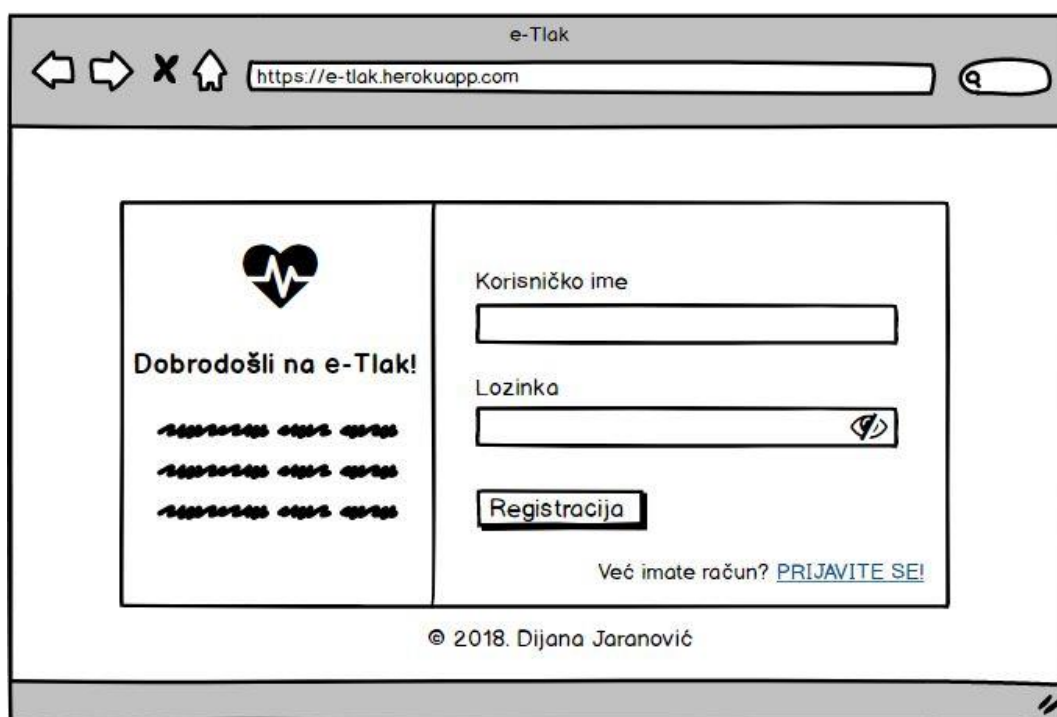 e-Tlak
https://e-tlak.herokuapp.com
Dobrodošli na e-Tlak!
Korisničko ime
Lozinka
Registracija
Već imate račun? PRIJAVITE SE!
© 2018. Dijana Jaranović